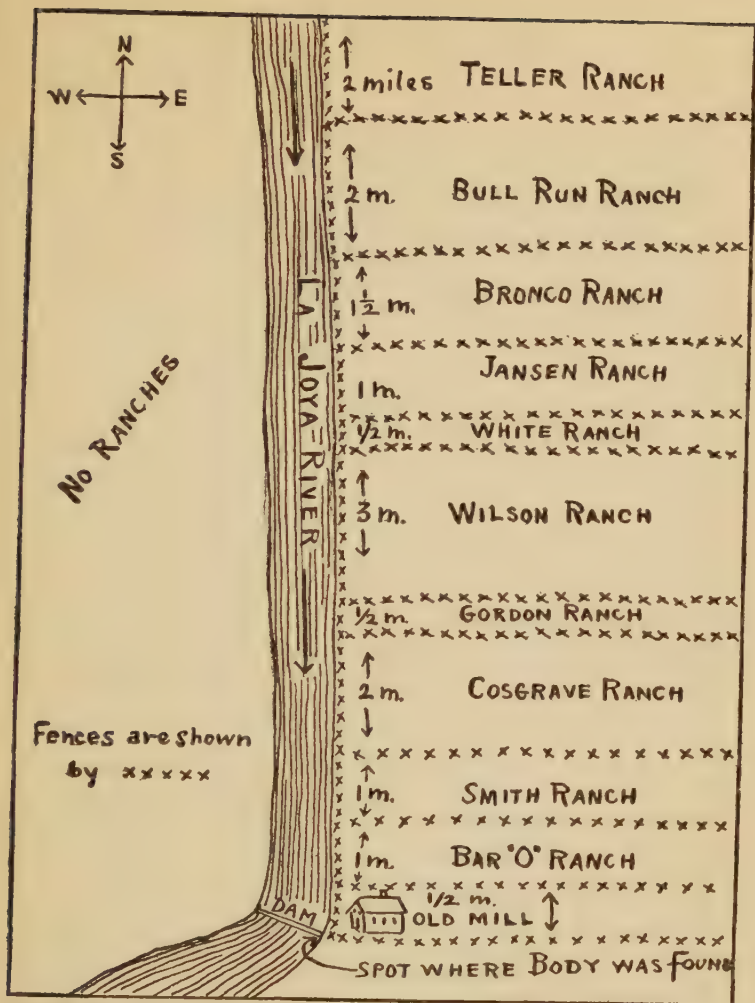 N
W E
S
2 miles TELLER RANCH
2 m. BULL RUN RANCH
1½ m. BRONCO RANCH
1 m. JANSEN RANCH
½ m. WHITE RANCH
3 m. WILSON RANCH
½ m. GORDON RANCH
2 m. COSGRAVE RANCH
1 m. SMITH RANCH
1 m. BAR "O" RANCH
½ m.
OLD MILL
DAM
SPOT WHERE BODY WAS FOUND
LA=JOYA=RIVER
NO RANCHES
Fences are shown
by xxxxx